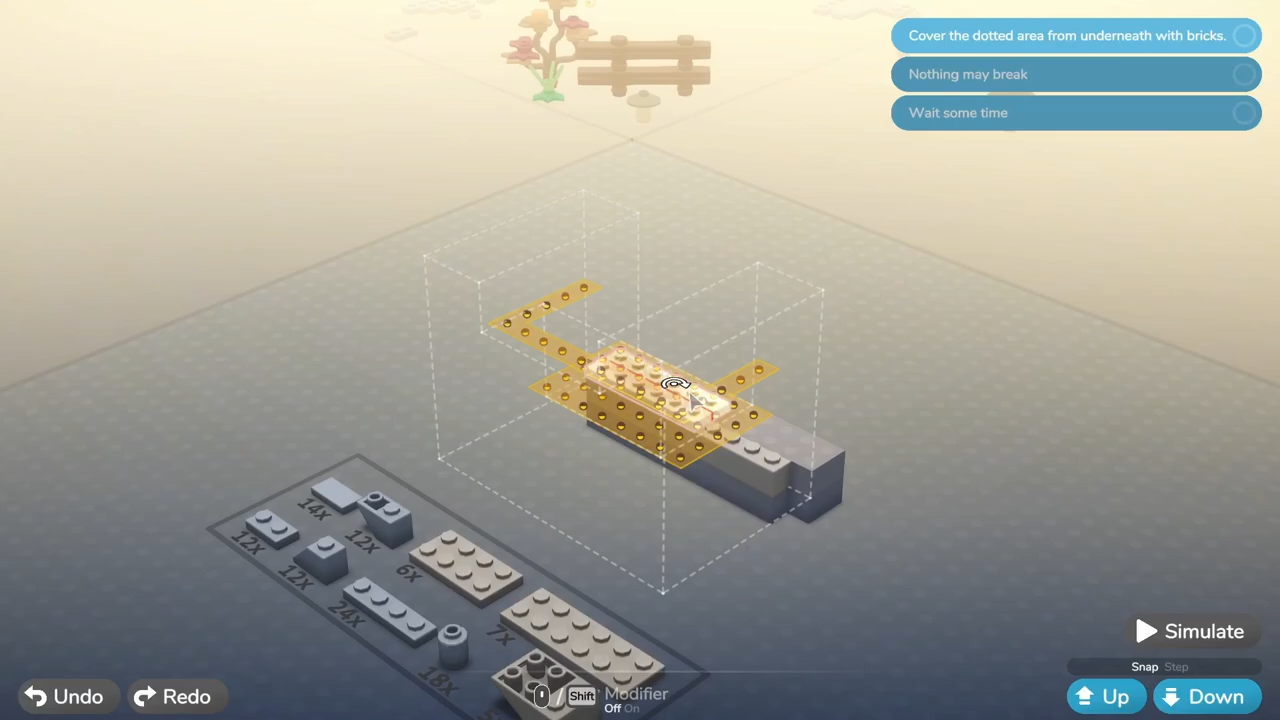 Cover the dotted area from underneath with bricks.
Nothing may break
Wait some time
14x
12x
12x
12x
6x
24x
7x
18x
Simulate
Snap Step
Undo
Redo
/ Shift Modifier
Off On
Up
Down